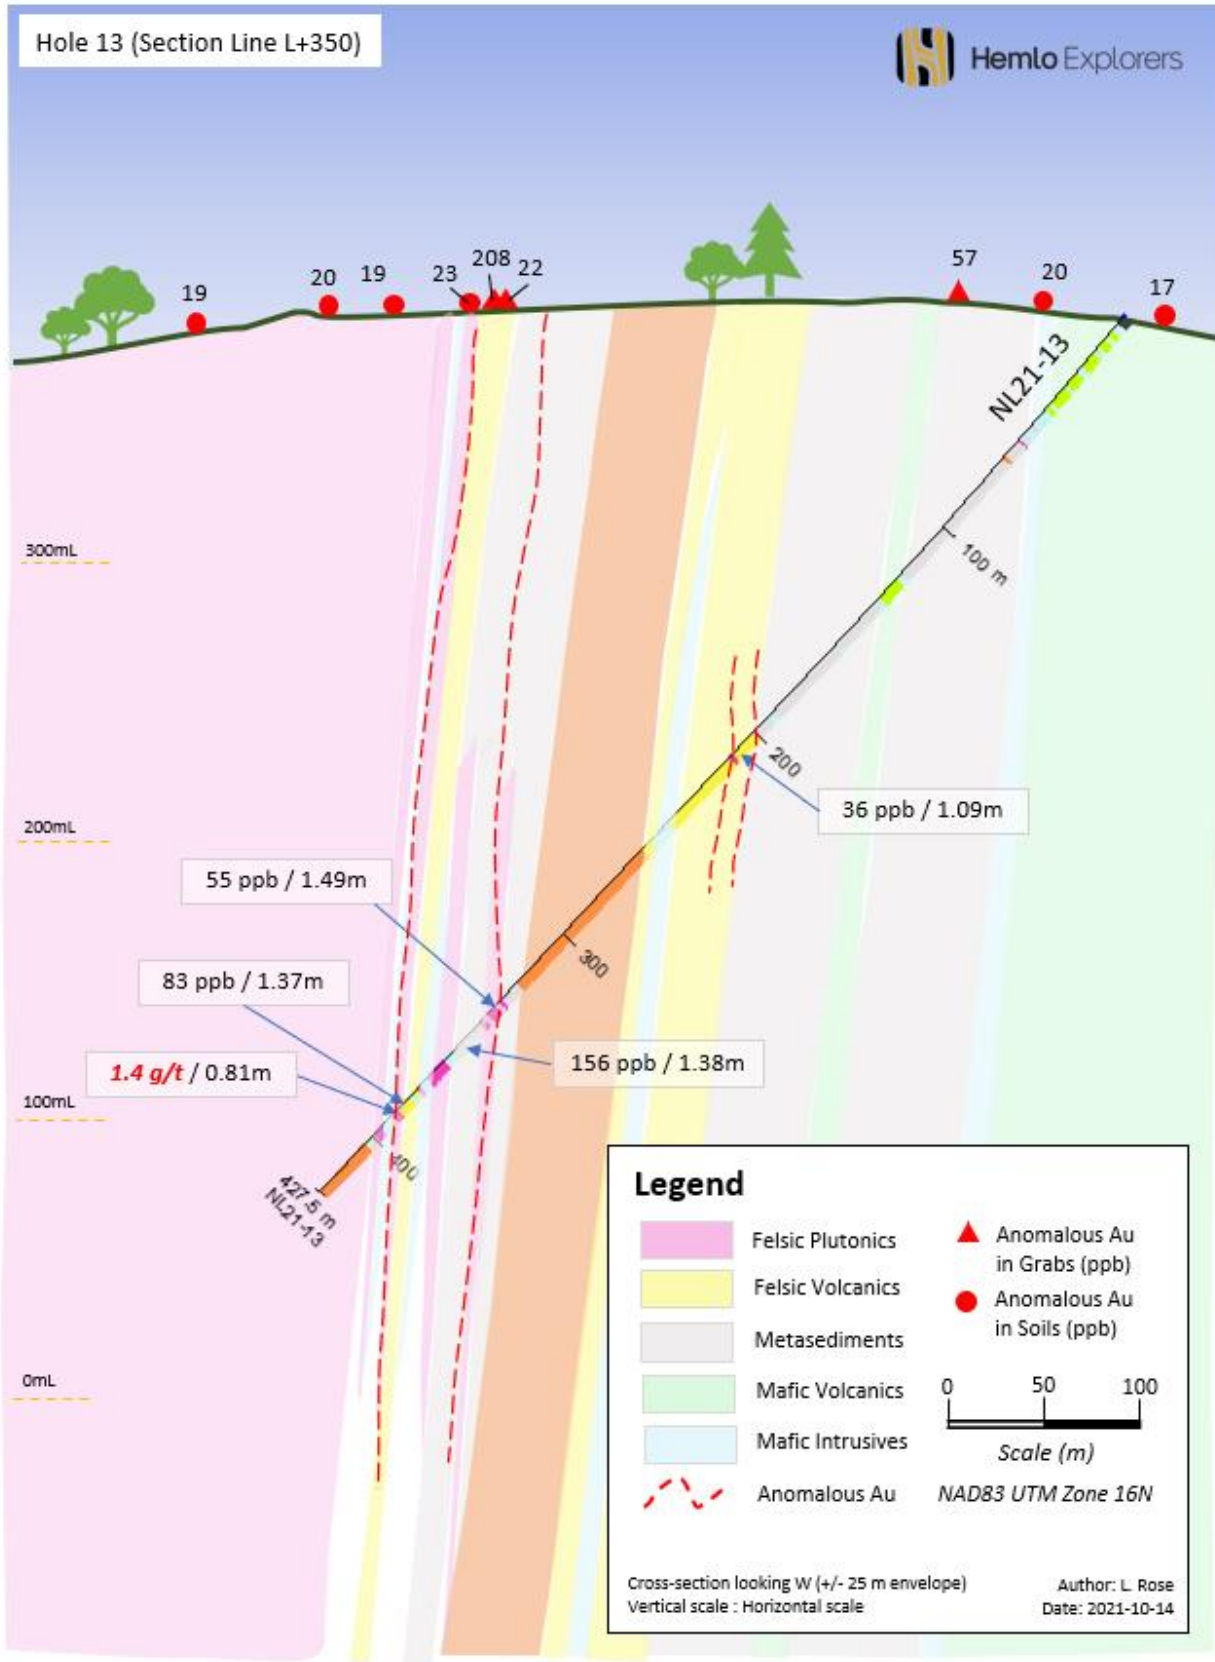 Hole 13 (Section Line L+350)
Hemlo Explorers
19
20
19
23
208
22
57
20
17
NL21-13
300mL
100 m
200
36 ppb / 1.09m
200mL
55 ppb / 1.49m
300
83 ppb / 1.37m
156 ppb / 1.38m
1.4 g/t / 0.81m
100mL
400
427.5 m
NL21-13
0mL
Legend
Felsic Plutonics
Felsic Volcanics
Metasediments
Mafic Volcanics
Mafic Intrusives
Anomalous Au
Anomalous Au
in Grabs (ppb)
Anomalous Au
in Soils (ppb)
0 50 100
Scale (m)
NAD83 UTM Zone 16N
Cross-section looking W (+/- 25 m envelope)
Vertical scale : Horizontal scale
Author: L. Rose
Date: 2021-10-14